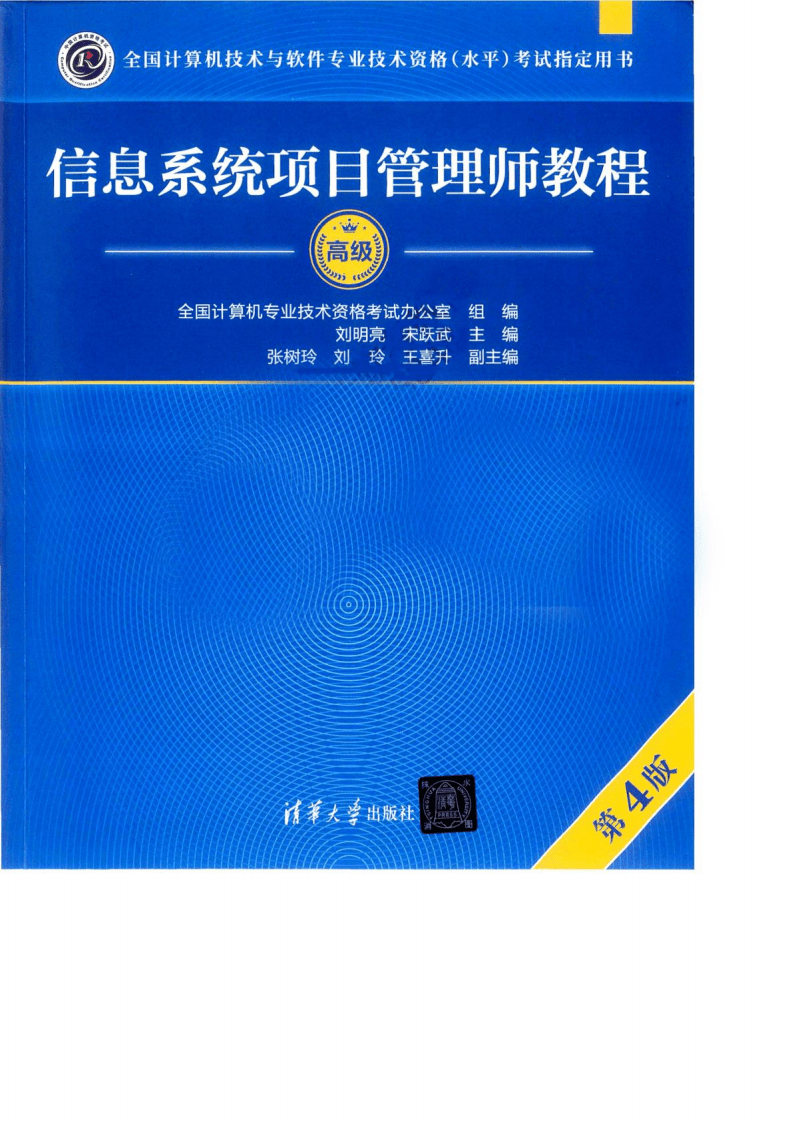 全国计算机技术与软件专业技术资格(水平)考试指定用书
信息系统项目管理师教程
高级
全国计算机专业技术资格考试办公室 组 编
刘明亮 宋跃武 主 编
张树玲 刘 玲 王喜升 副主编
清华大学出版社
第4版